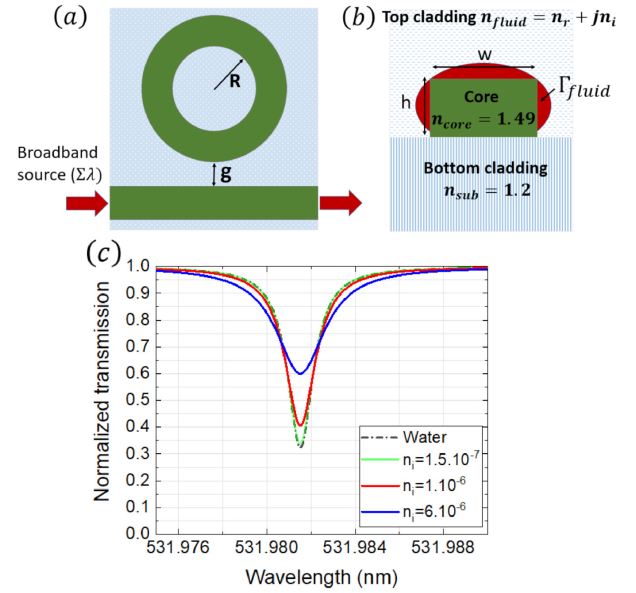 (a)
R
g
Broadband
source (Σλ)
(b)
Top cladding n_fluid = n_r + jn_i
w
h
Core
n_core = 1.49
Γ_fluid
Bottom cladding
n_sub = 1.2
(c)
Normalized transmission
1.0
0.9
0.8
0.7
0.6
0.5
0.4
0.3
0.2
0.1
0.0
Water
n_i=1.5.10^-7
n_i=1.10^-6
n_i=6.10^-6
531.976 531.980 531.984 531.988
Wavelength (nm)